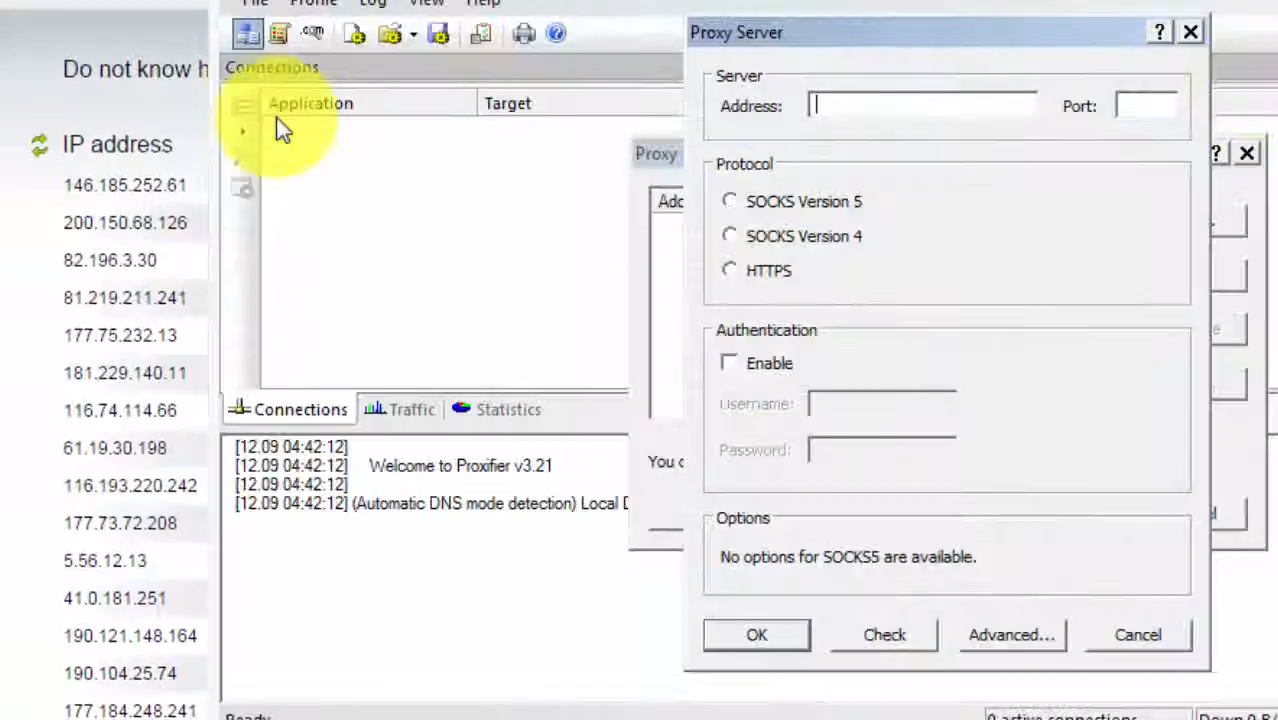 File Profile Log View Help
Do not know h
IP address
146.185.252.61
200.150.68.126
82.196.3.30
81.219.211.241
177.75.232.13
181.229.140.11
116.74.114.66
61.19.30.198
116.193.220.242
177.73.72.208
5.56.12.13
41.0.181.251
190.121.148.164
190.104.25.74
177.184.248.241
.com
Connections
Application Target
Connections Traffic Statistics
[12.09 04:42:12]
[12.09 04:42:12] Welcome to Proxifier v3.21
[12.09 04:42:12]
[12.09 04:42:12] (Automatic DNS mode detection) Local D
Ready
0 active connections
Proxy
?
Add
You c
Proxy Server
?
Server
Address: Port:
Protocol
SOCKS Version 5
SOCKS Version 4
HTTPS
Authentication
Enable
Username:
Password:
Options
No options for SOCKS5 are available.
OK Check Advanced... Cancel